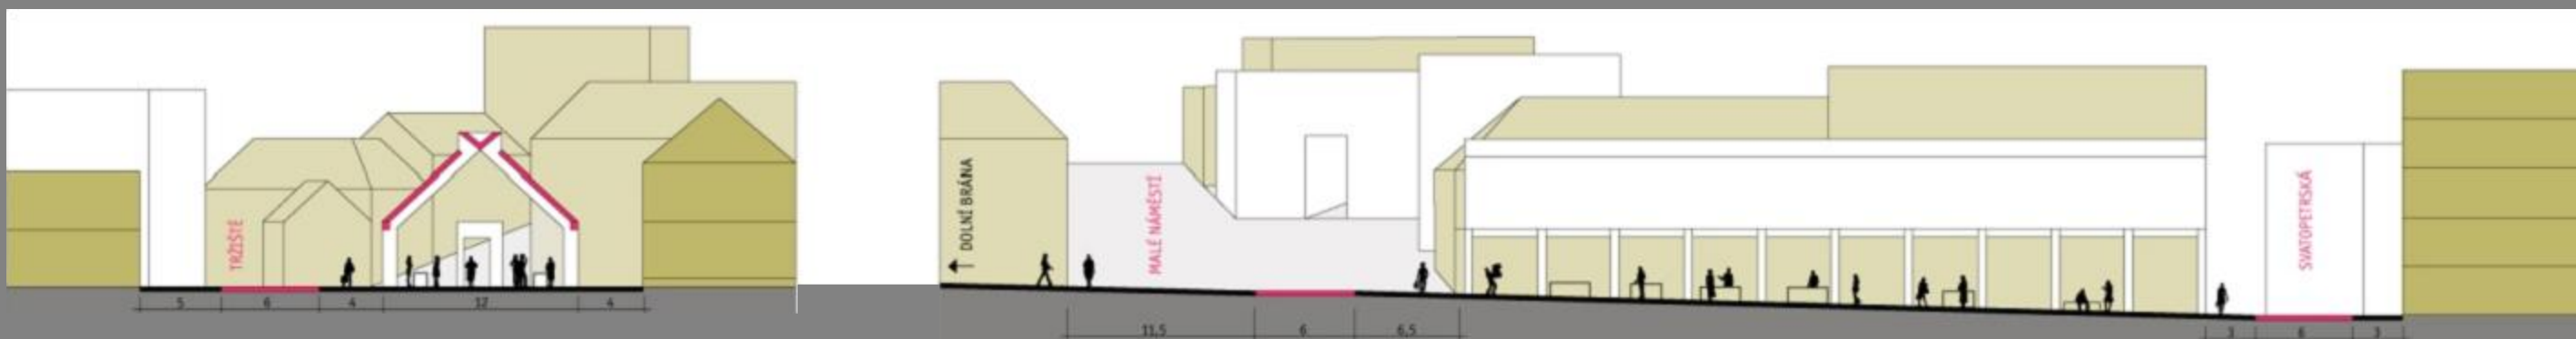 TRŽIŠTĚ
5 6 4 12 4
DOLNÍ BRÁNA
MALÉ NÁMĚSTÍ
11,5 6 6,5
SVATOPETRSKÁ
3 6 3